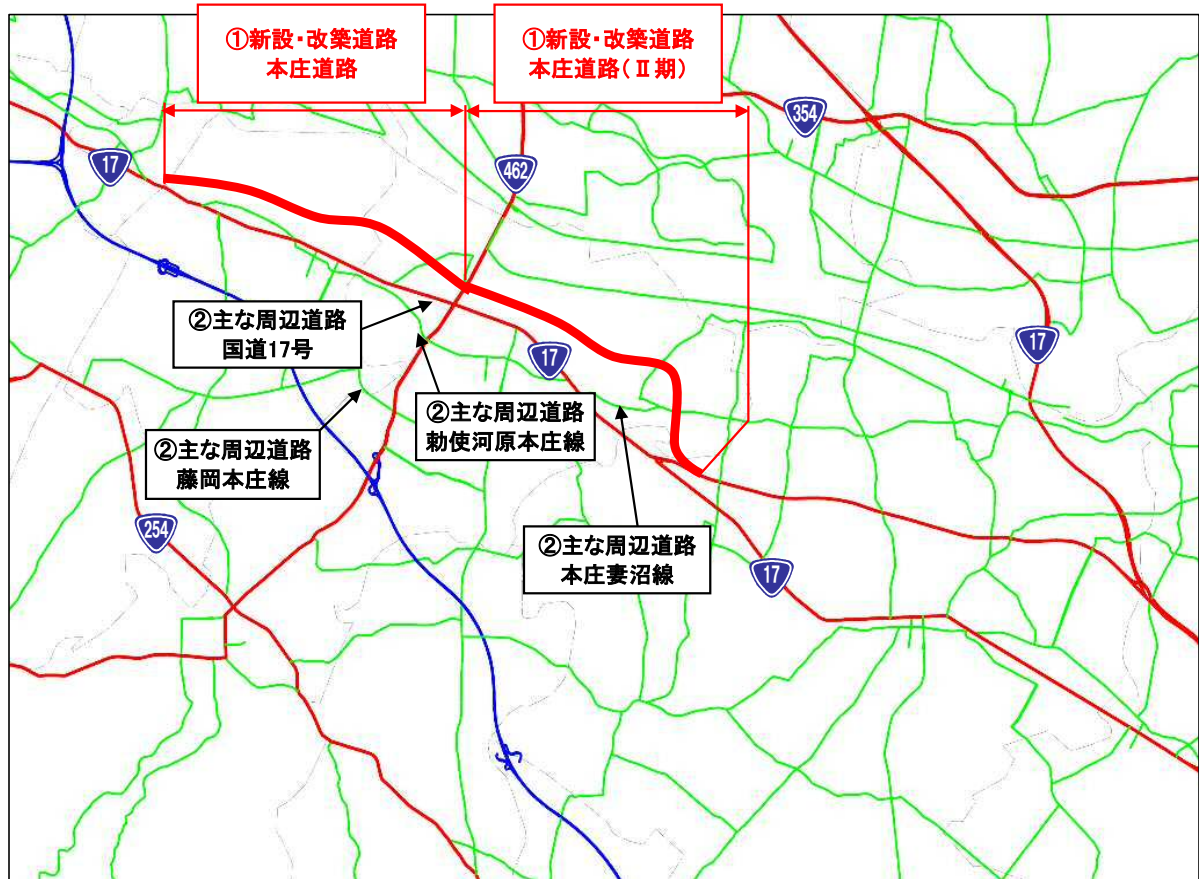 ①新設・改築道路
本庄道路
①新設・改築道路
本庄道路(Ⅱ期)
354
17
462
②主な周辺道路
国道17号
17
17
②主な周辺道路
勅使河原本庄線
②主な周辺道路
藤岡本庄線
254
②主な周辺道路
本庄妻沼線
17